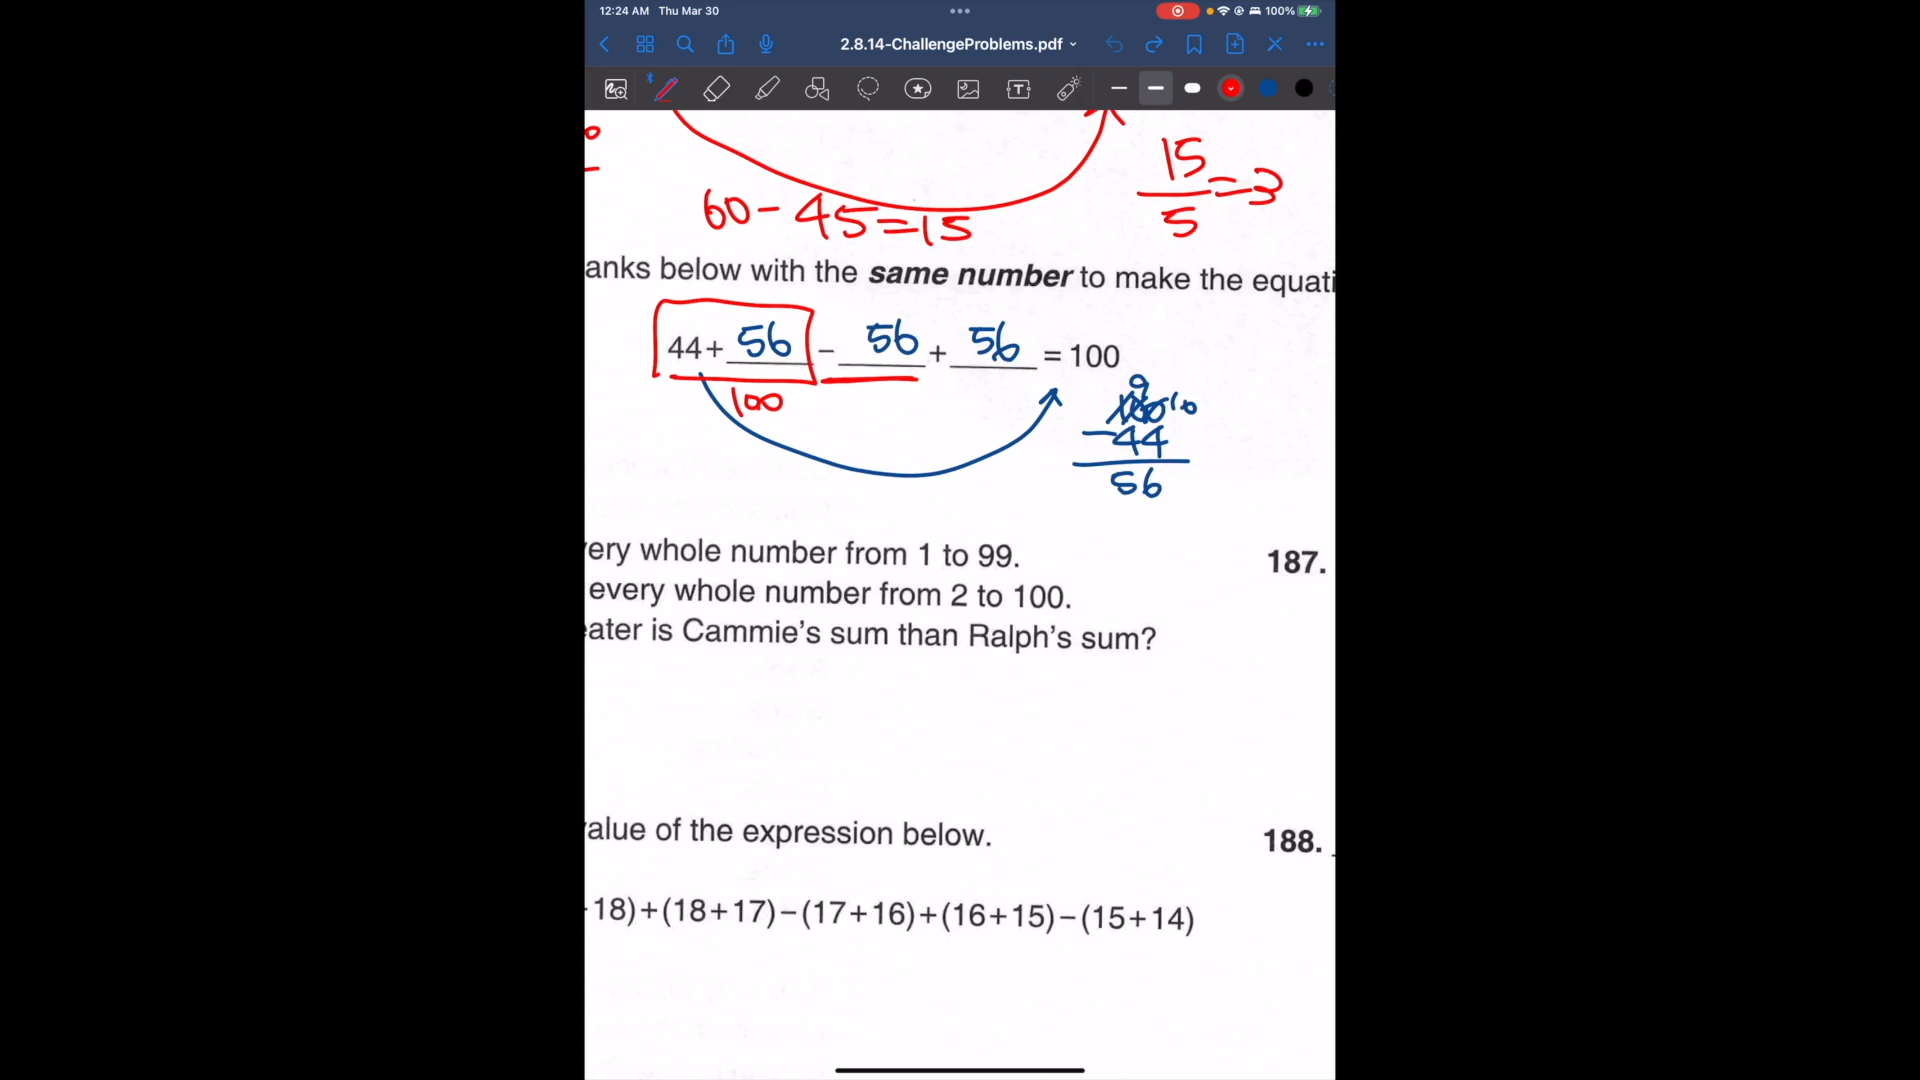 12:24 AM Thu Mar 30
100%
2.8.14-ChallengeProblems.pdf
15
5
=3
60-45=15
anks below with the same number to make the equati
44+ 56 - 56 + 56 = 100
100
9
100 10
-44
56
ery whole number from 1 to 99.
187.
every whole number from 2 to 100.
ater is Cammie's sum than Ralph's sum?
alue of the expression below.
188.
18)+(18+17)-(17+16)+(16+15)-(15+14)